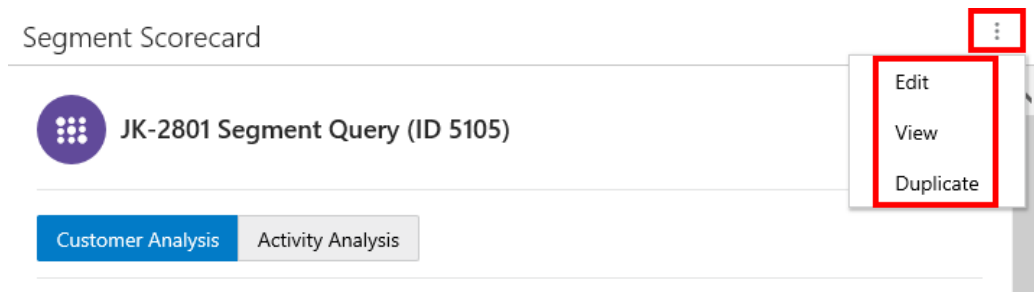 Segment Scorecard
Edit
JK-2801 Segment Query (ID 5105)
View
Duplicate
Customer Analysis
Activity Analysis